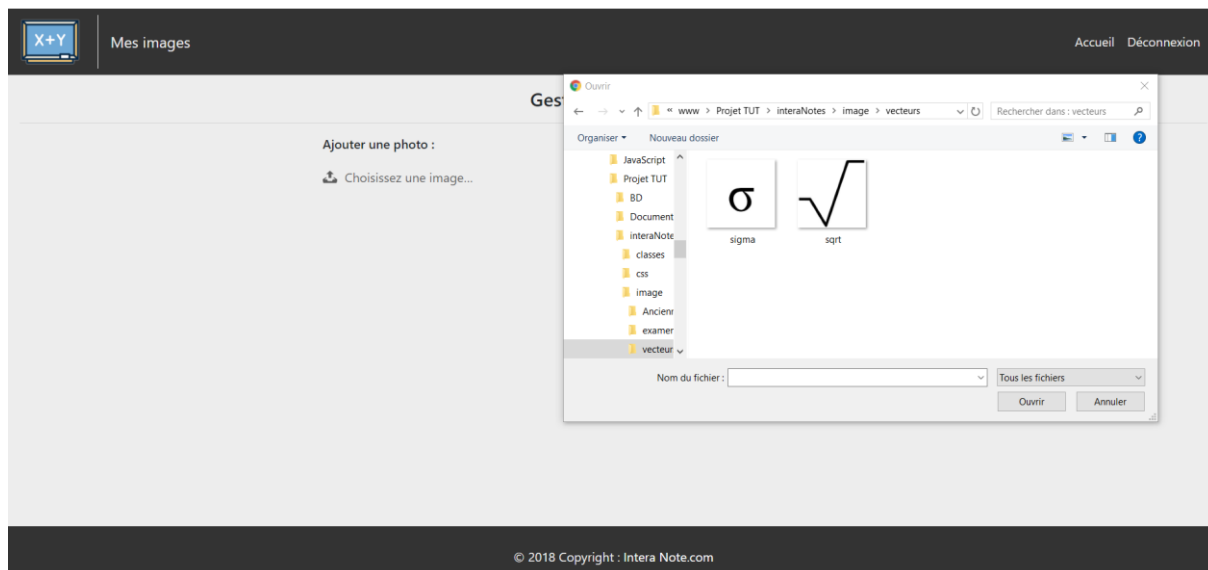 X+Y
Mes images
Accueil Déconnexion
Ges
Ajouter une photo :
Choisissez une image...
Ouvrir
« www > Projet TUT > interaNotes > image > vecteurs
Rechercher dans : vecteurs
Organiser
Nouveau dossier
JavaScript
Projet TUT
BD
Document
interaNote
classes
css
image
Ancienr
examer
vecteur
σ
√
sigma
sqrt
Nom du fichier :
Tous les fichiers
Ouvrir
Annuler
© 2018 Copyright : Intera Note.com